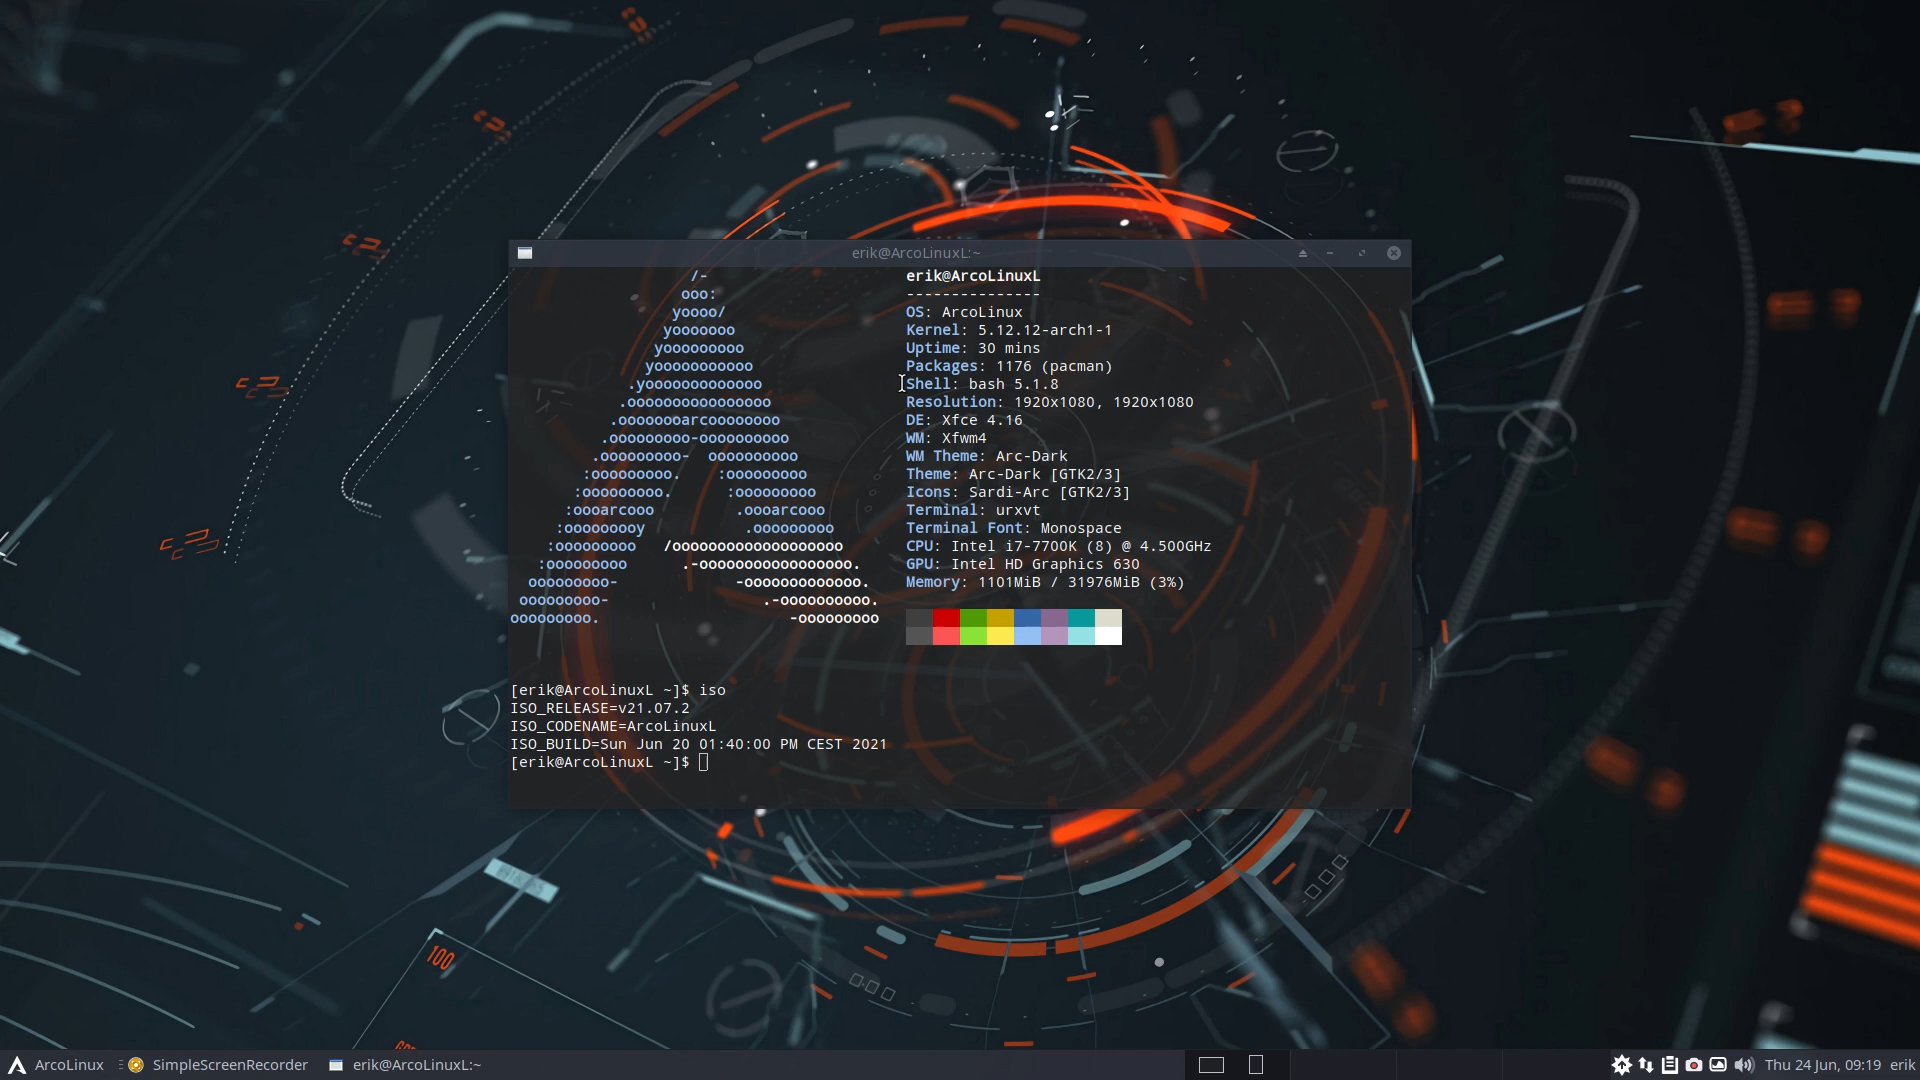 erik@ArcoLinuxL:~
/-
ooo:
yoooo/
yooooooo
yooooooooo
yooooooooooo
.yooooooooooooo
.oooooooooooooooo
.oooooooarcoooooooo
.ooooooooo-oooooooooo
.ooooooooo-  oooooooooo
:ooooooooo.    :ooooooooo
:ooooooooo.      :ooooooooo
:oooarcooo         .oooarcooo
:ooooooooy           .ooooooooo
:ooooooooo   /ooooooooooooooooooo
:ooooooooo      .-ooooooooooooooooo.
ooooooooo-             -ooooooooooooo.
ooooooooo-                 .-oooooooooo.
ooooooooo.                     -ooooooooo
erik@ArcoLinuxL
---------------
OS: ArcoLinux
Kernel: 5.12.12-arch1-1
Uptime: 30 mins
Packages: 1176 (pacman)
Shell: bash 5.1.8
Resolution: 1920x1080, 1920x1080
DE: Xfce 4.16
WM: Xfwm4
WM Theme: Arc-Dark
Theme: Arc-Dark [GTK2/3]
Icons: Sardi-Arc [GTK2/3]
Terminal: urxvt
Terminal Font: Monospace
CPU: Intel i7-7700K (8) @ 4.500GHz
GPU: Intel HD Graphics 630
Memory: 1101MiB / 31976MiB (3%)
[erik@ArcoLinuxL ~]$ iso
ISO_RELEASE=v21.07.2
ISO_CODENAME=ArcoLinuxL
ISO_BUILD=Sun Jun 20 01:40:00 PM CEST 2021
[erik@ArcoLinuxL ~]$
100
ArcoLinux
SimpleScreenRecorder
erik@ArcoLinuxL:~
Thu 24 Jun, 09:19
erik